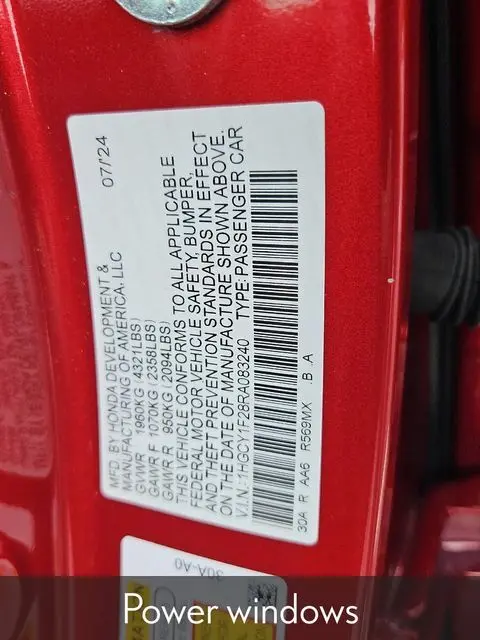 MFD BY HONDA DEVELOPMENT & 07/'24
MANUFACTURING OF AMERICA, LLC
GVWR 1960KG (4321LBS)
GAWR F 1070KG (2358LBS)
GAWR R 950KG (2094LBS)
THIS VEHICLE CONFORMS TO ALL APPLICABLE
FEDERAL MOTOR VEHICLE SAFETY, BUMPER,
AND THEFT PREVENTION STANDARDS IN EFFECT
ON THE DATE OF MANUFACTURE SHOWN ABOVE.
V.I.N.: 1HGCY1F28RA083240 TYPE:PASSENGER CAR
30A R AA6 R569MX .B .A
30A-A0
Power windows